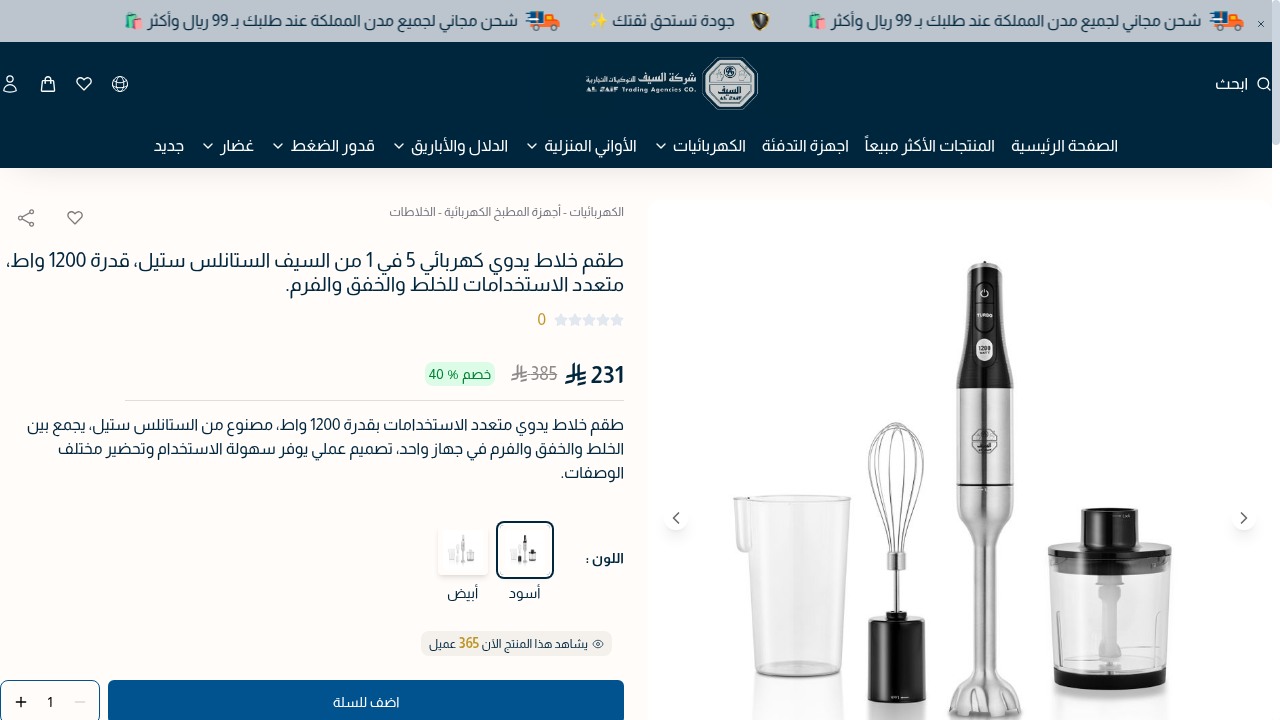 شحن مجاني لجميع مدن المملكة عند طلبك بـ 99 ريال وأكثر 🛍️
جودة تستحق ثقتك ✨
شحن مجاني لجميع مدن المملكة عند طلبك بـ 99 ريال وأكثر 🛍️
ابحث
السيف
AL SAIF
شركة السيف للتوكيلات التجارية
AL SAIF Trading Agencies CO.
الصفحة الرئيسية
المنتجات الأكثر مبيعاً
اجهزة التدفئة
الكهربائيات
الأواني المنزلية
الدلال والأباريق
قدور الضغط
غضار
جديد
الكهربائيات - أجهزة المطبخ الكهربائية - الخلاطات
طقم خلاط يدوي كهربائي 5 في 1 من السيف الستانلس ستيل، قدرة 1200 واط،
متعدد الاستخدامات للخلط والخفق والفرم.
0
231 385 خصم % 40
طقم خلاط يدوي متعدد الاستخدامات بقدرة 1200 واط، مصنوع من الستانلس ستيل، يجمع بين
الخلط والخفق والفرم في جهاز واحد، تصميم عملي يوفر سهولة الاستخدام وتحضير مختلف
الوصفات.
اللون :
أسود
أبيض
يشاهد هذا المنتج الآن 365 عميل
اضف للسلة
1
TURBO
1200
WATT